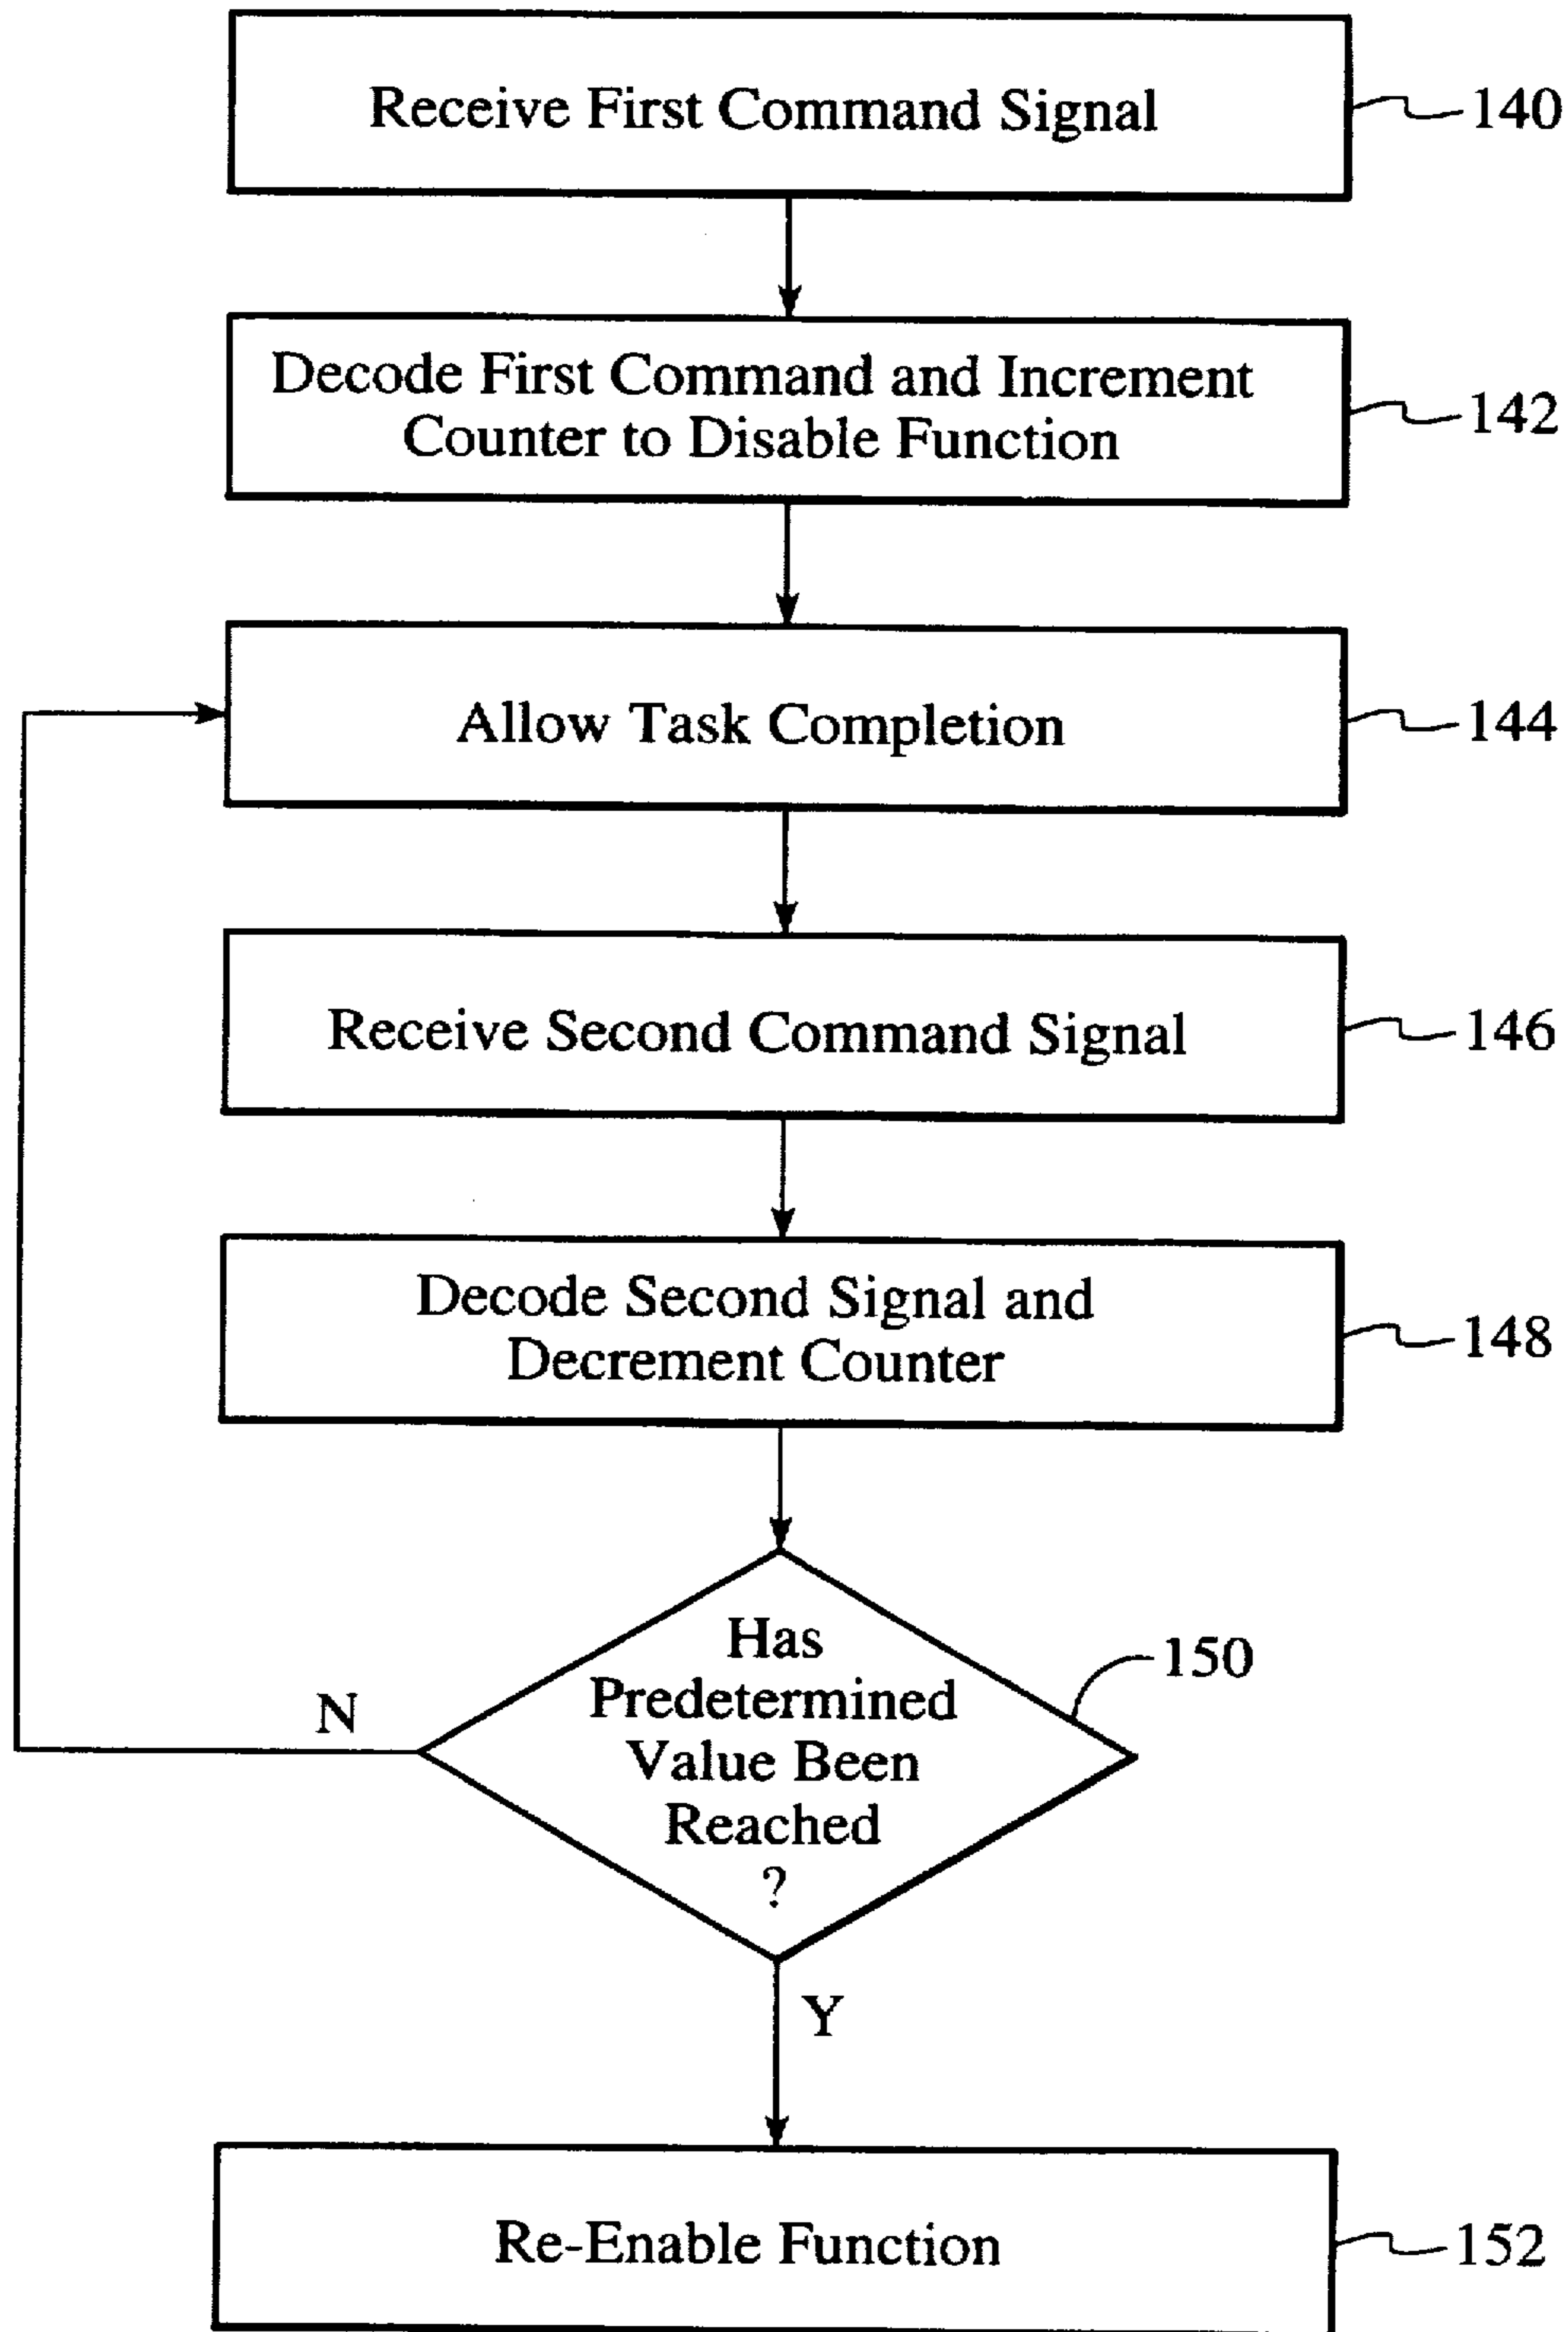 Receive First Command Signal
140
Decode First Command and Increment
Counter to Disable Function
142
Allow Task Completion
144
Receive Second Command Signal
146
Decode Second Signal and
Decrement Counter
148
Has
Predetermined
Value Been
Reached
?
150
N
Y
Re-Enable Function
152